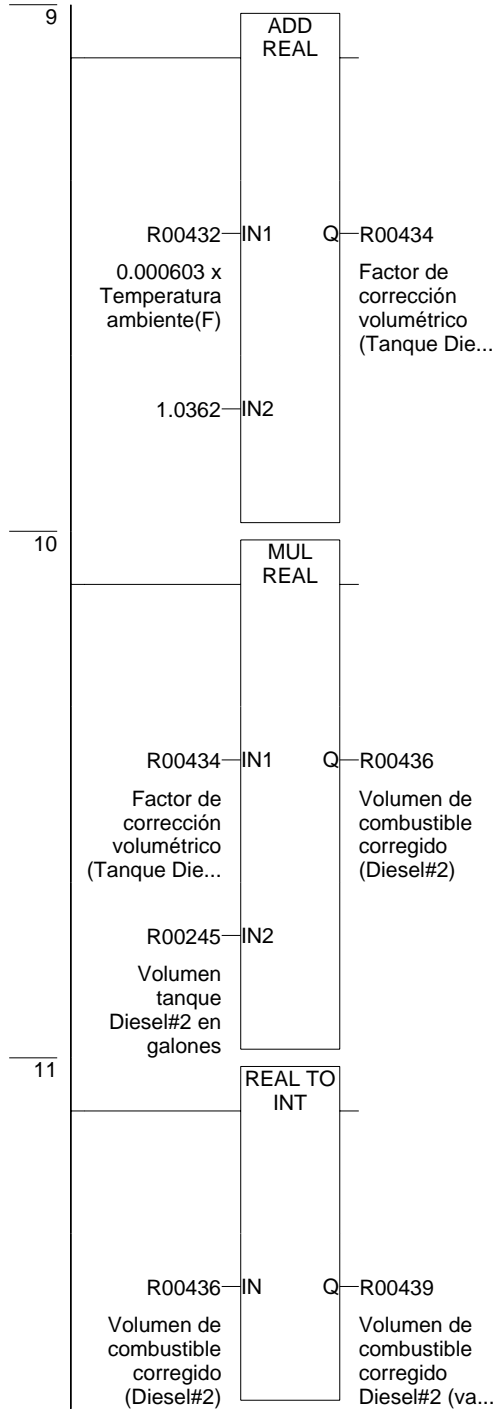 9
ADD
REAL
R00432 IN1 Q R00434
0.000603 x
Temperatura
ambiente(F)
Factor de
corrección
volumétrico
(Tanque Die...
1.0362 IN2
10
MUL
REAL
R00434 IN1 Q R00436
Factor de
corrección
volumétrico
(Tanque Die...
Volumen de
combustible
corregido
(Diesel#2)
R00245 IN2
Volumen
tanque
Diesel#2 en
galones
11
REAL TO
INT
R00436 IN Q R00439
Volumen de
combustible
corregido
(Diesel#2)
Volumen de
combustible
corregido
Diesel#2 (va...